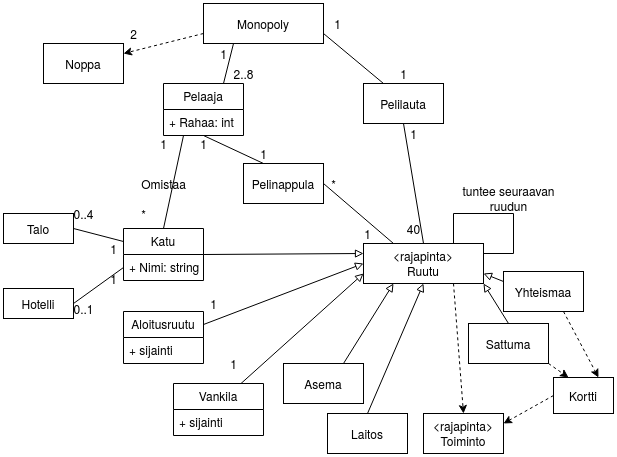 Monopoly
1
2
1
Noppa
2..8
1
Pelaaja
+ Rahaa: int
Pelilauta
1
1
1
1
Omistaa
Pelinappula
*
tuntee seuraavan
ruudun
*
0..4
Talo
1
Katu
+ Nimi: string
1
40
<rajapinta>
Ruutu
1
Hotelli
0..1
Yhteismaa
1
Aloitusruutu
+ sijainti
Sattuma
1
Vankila
+ sijainti
Asema
Kortti
Laitos
<rajapinta>
Toiminto